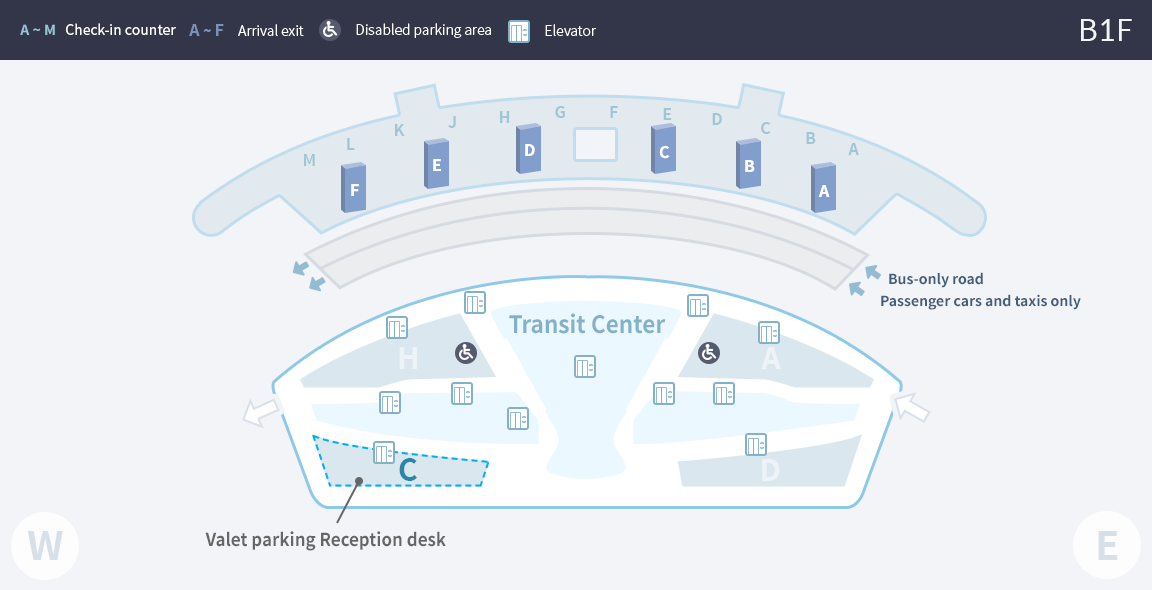 A ~ M Check-in counter A ~ F Arrival exit Disabled parking area Elevator B1F
M L K J H G F E D C B A
F E D C B A
Bus-only road
Passenger cars and taxis only
Transit Center
H A
C D
Valet parking Reception desk
W E